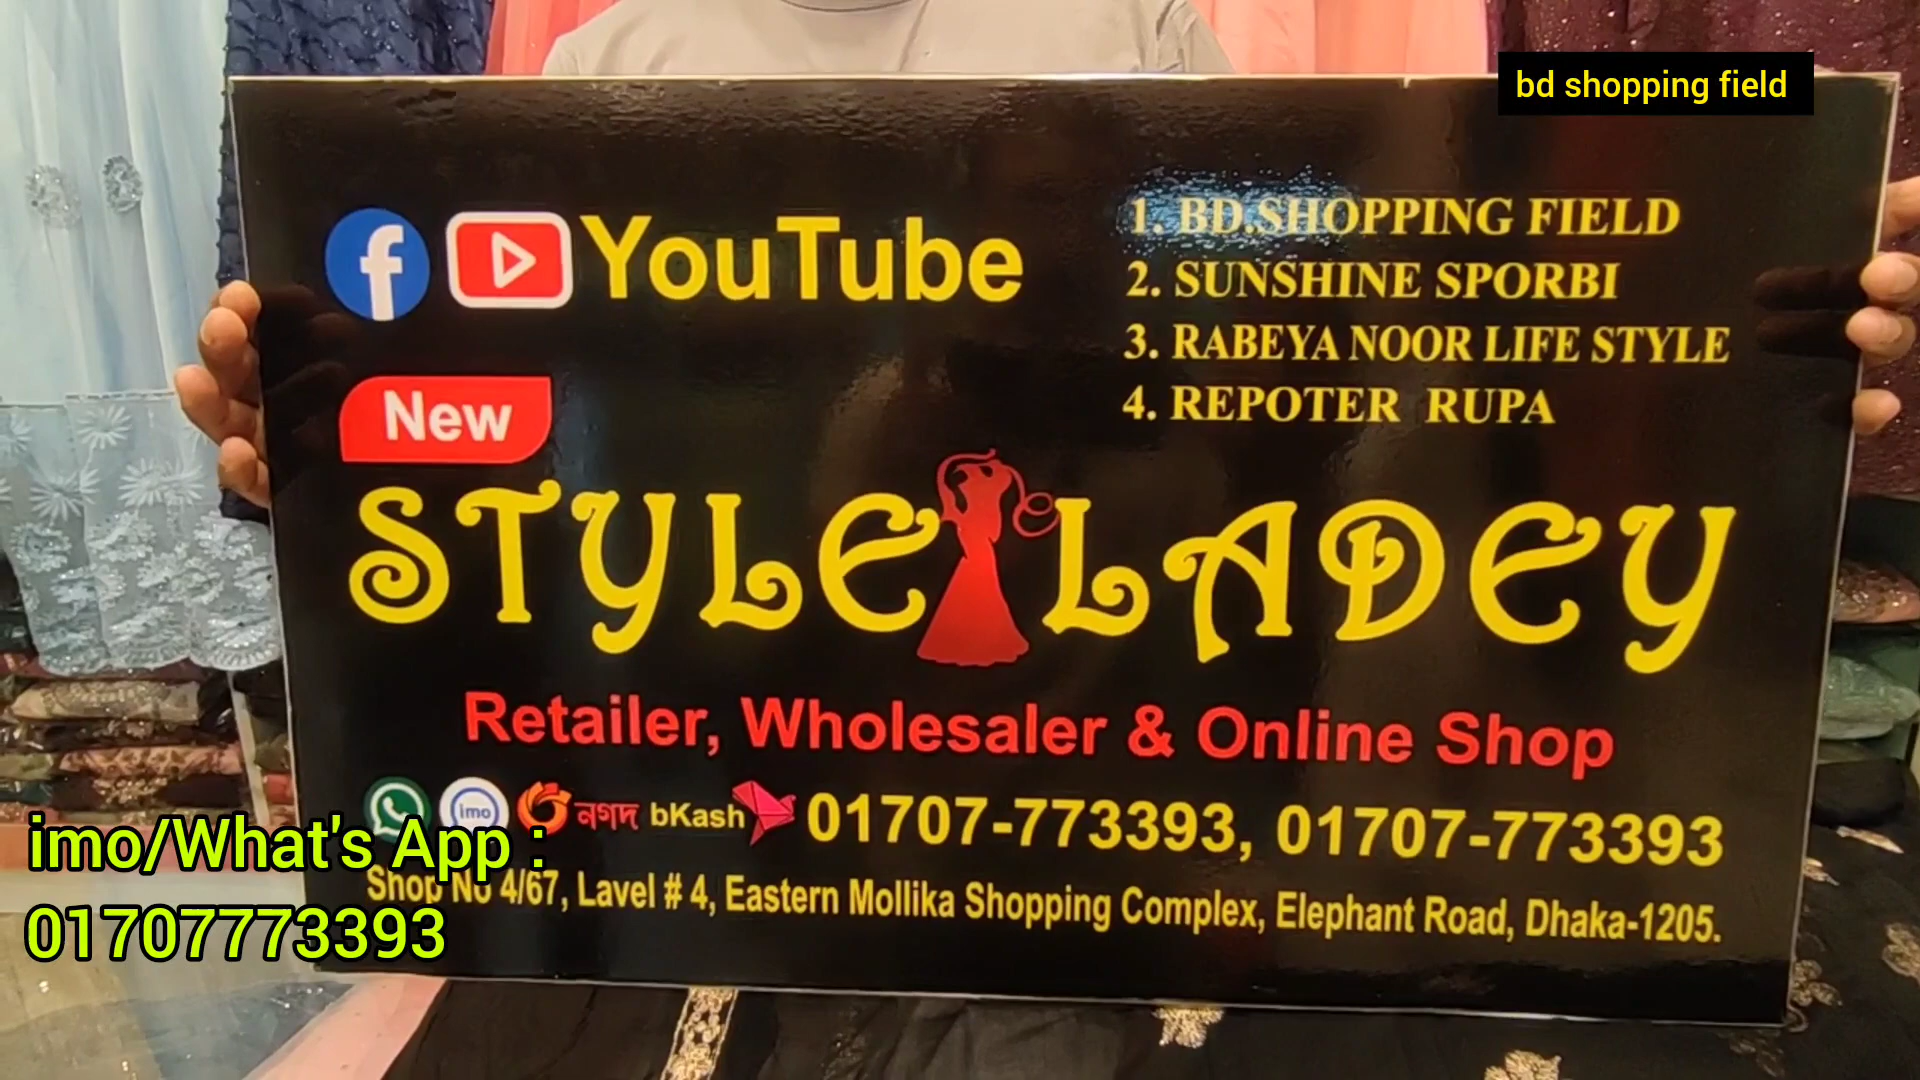 bd shopping field
YouTube
1. BD.SHOPPING FIELD
2. SUNSHINE SPORBI
3. RABEYA NOOR LIFE STYLE
4. REPOTER RUPA
New
STYLE LADEY
Retailer, Wholesaler & Online Shop
imo নগদ bKash 01707-773393, 01707-773393
Shop No 4/67, Lavel # 4, Eastern Mollika Shopping Complex, Elephant Road, Dhaka-1205.
imo/What's App :
01707773393